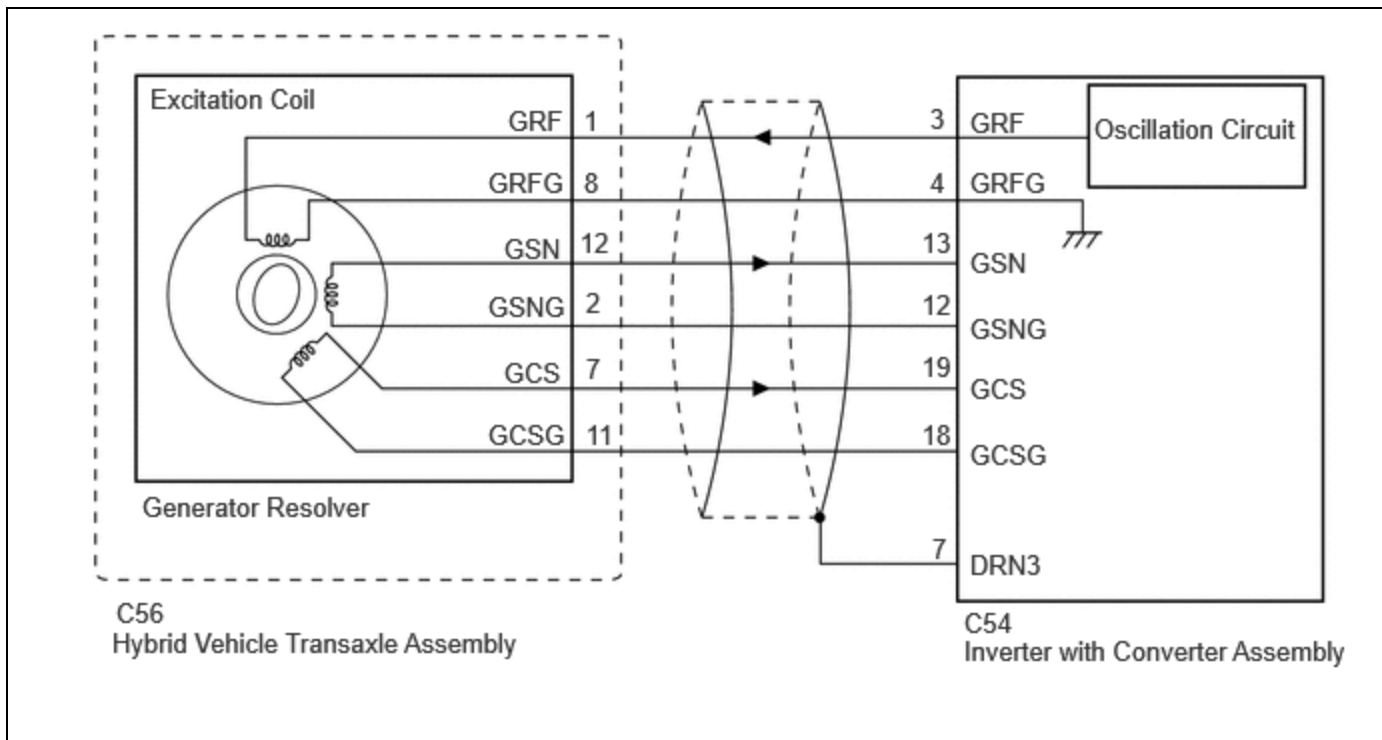 Excitation Coil
GRF 1
3 GRF
Oscillation Circuit
GRFG 8
4 GRFG
GSN 12
13 GSN
GSNG 2
12 GSNG
GCS 7
19 GCS
GCSG 11
18 GCSG
Generator Resolver
7 DRN3
C56
Hybrid Vehicle Transaxle Assembly
C54
Inverter with Converter Assembly